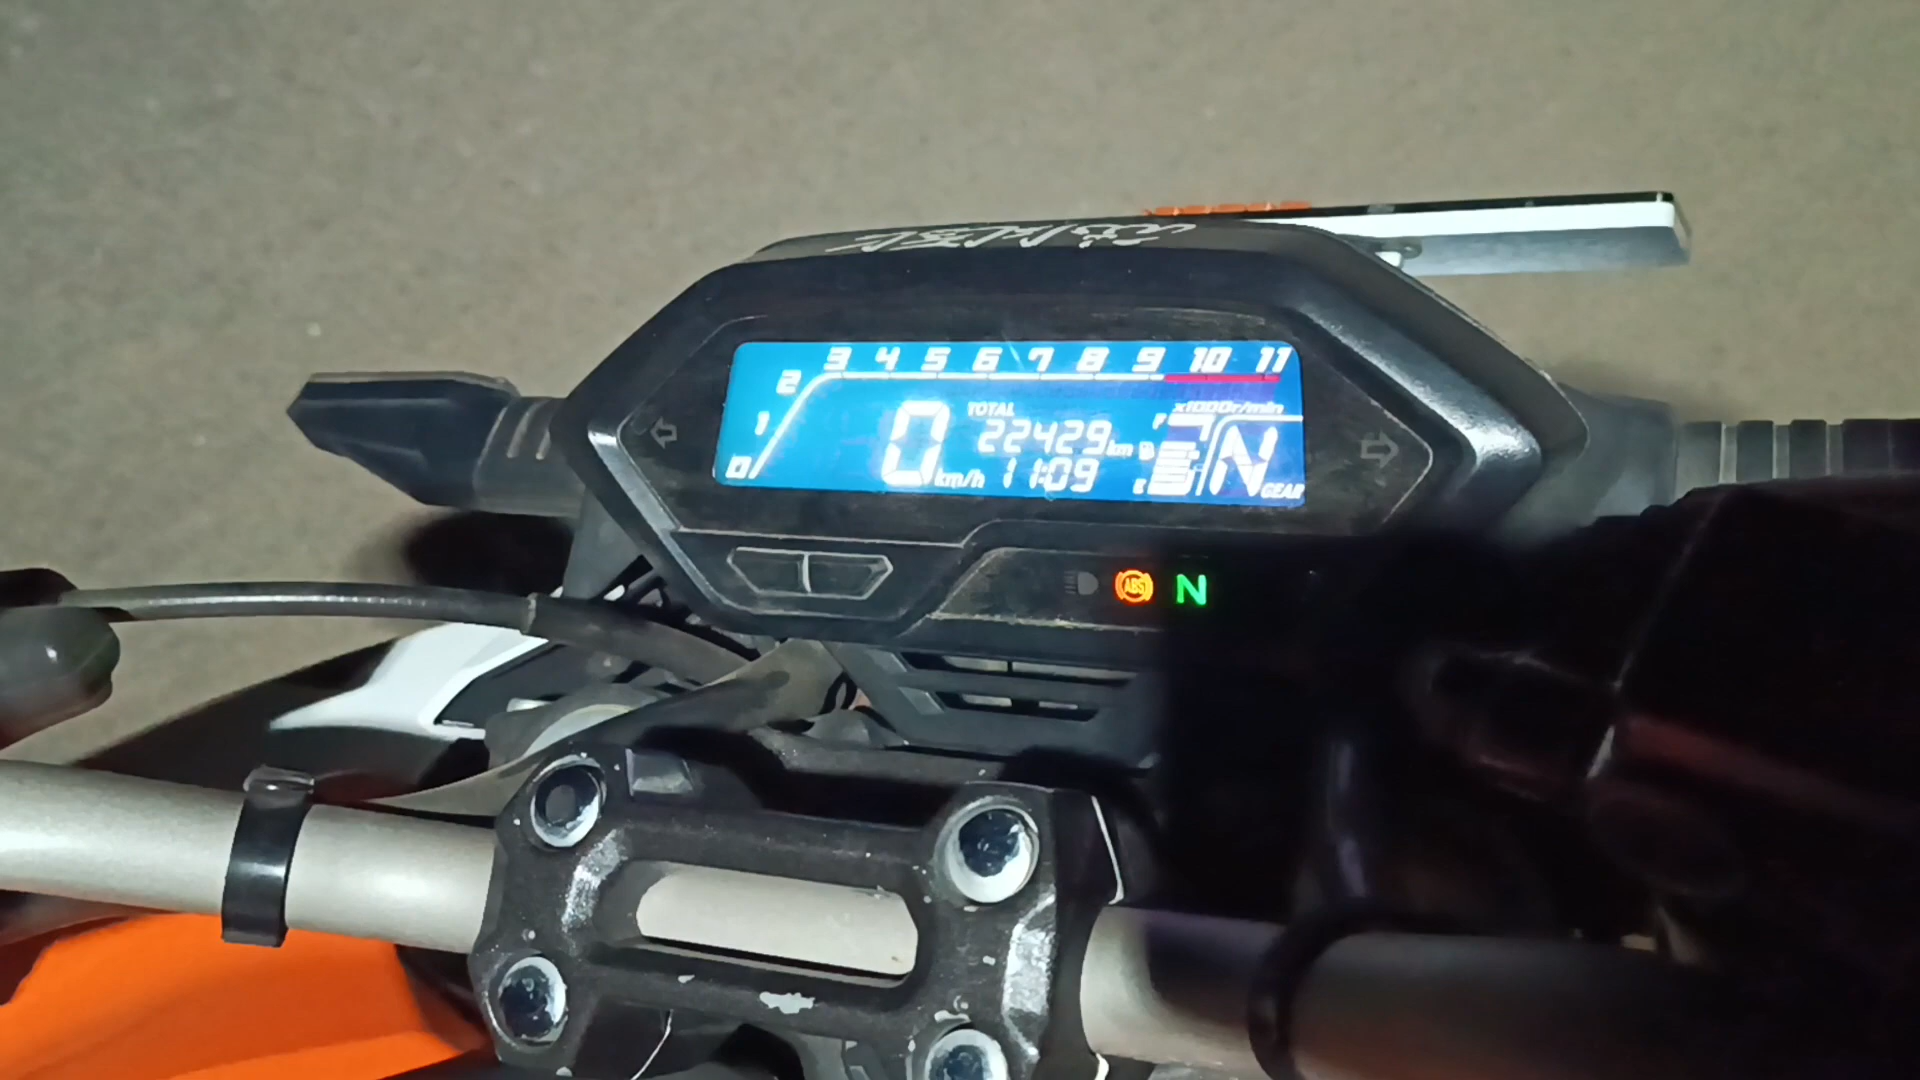 3 4 5 6 7 8 9 10 11
2
x1000r/min
TOTAL
1
0
22429km
F
N
0
km/h
11:09
E
GEAR
ABS
N